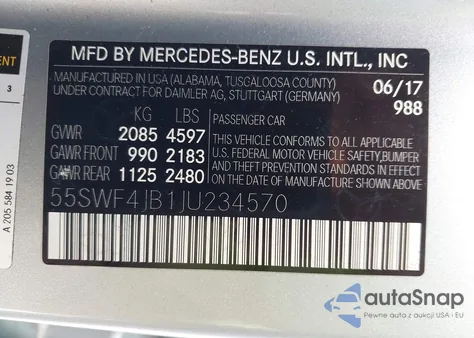 MFD BY MERCEDES-BENZ U.S. INTL., INC
MANUFACTURED IN USA (ALABAMA, TUSCALOOSA COUNTY)
UNDER CONTRACT FOR DAIMLER AG, STUTTGART (GERMANY)
06/17
988
KG LBS
GVWR 2085 4597
GAWR FRONT 990 2183
GAWR REAR 1125 2480
PASSENGER CAR
THIS VEHICLE CONFORMS TO ALL APPLICABLE
U.S. FEDERAL MOTOR VEHICLE SAFETY, BUMPER
AND THEFT PREVENTION STANDARDS IN EFFECT
ON THE DATE OF MANUFACTURE SHOWN ABOVE.
55SWF4JB1JU234570
3
A 205 584 19 03
autoSnap
Pewne auta z aukcji USA i EU